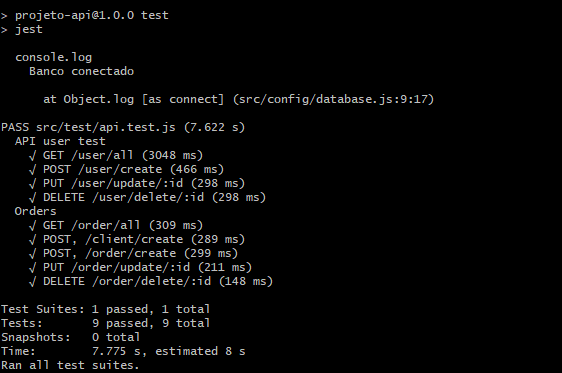 > projeto-api@1.0.0 test
> jest
console.log
Banco conectado
at Object.log [as connect] (src/config/database.js:9:17)
PASS src/test/api.test.js (7.622 s)
API user test
√ GET /user/all (3048 ms)
√ POST /user/create (466 ms)
√ PUT /user/update/:id (298 ms)
√ DELETE /user/delete/:id (298 ms)
Orders
√ GET /order/all (309 ms)
√ POST, /client/create (289 ms)
√ POST, /order/create (299 ms)
√ PUT /order/update/:id (211 ms)
√ DELETE /order/delete/:id (148 ms)
Test Suites: 1 passed, 1 total
Tests: 9 passed, 9 total
Snapshots: 0 total
Time: 7.775 s, estimated 8 s
Ran all test suites.